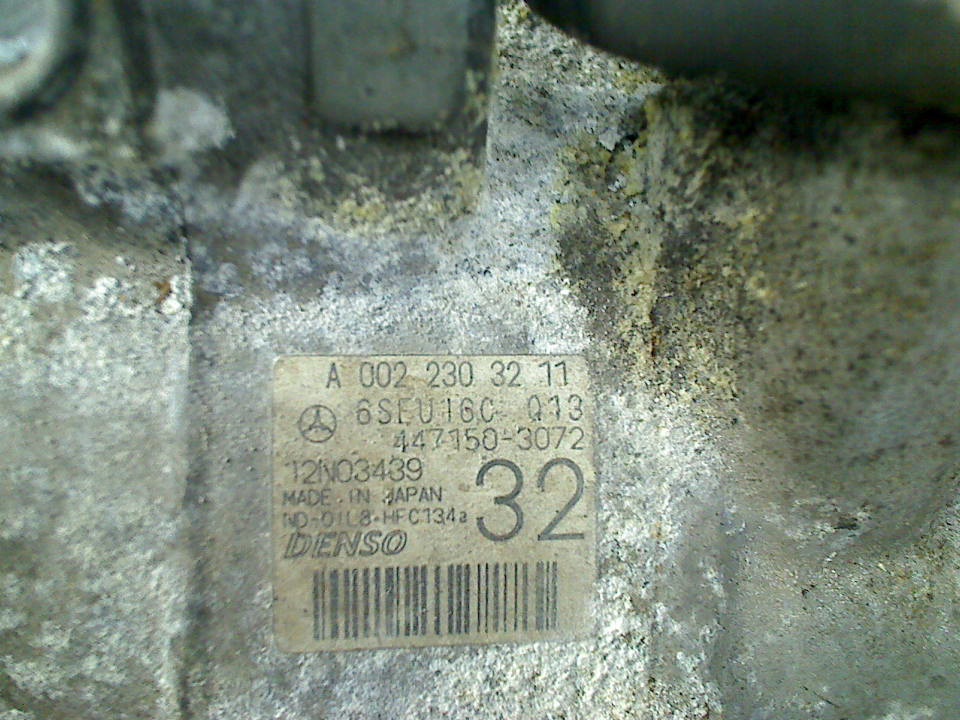 A 002 230 32 11
6SEU16C Q13
447150-3072
12N03439
MADE IN JAPAN
ND-OIL8・HFC134a
32
DENSO